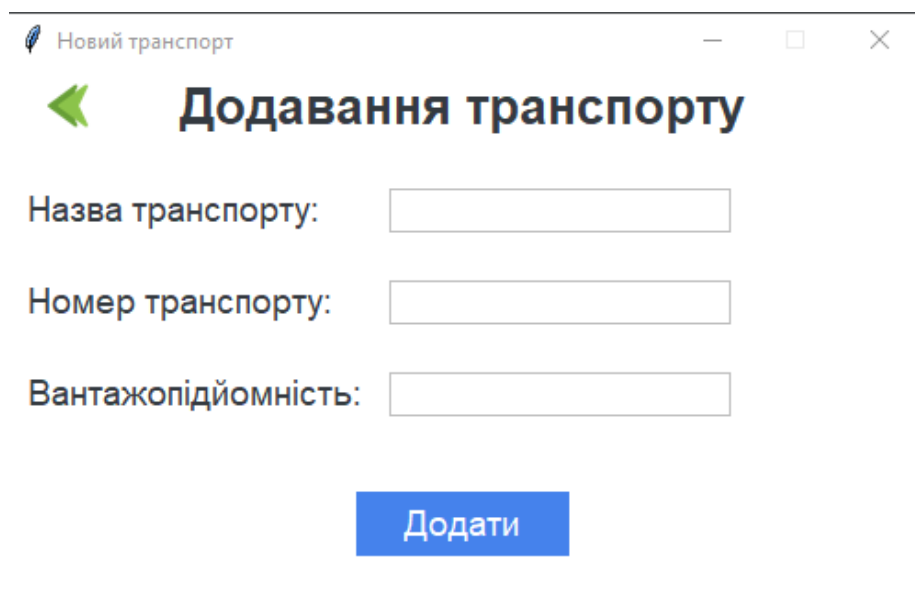 Новий транспорт
Додавання транспорту
Назва транспорту:
Номер транспорту:
Вантажопідйомність:
Додати